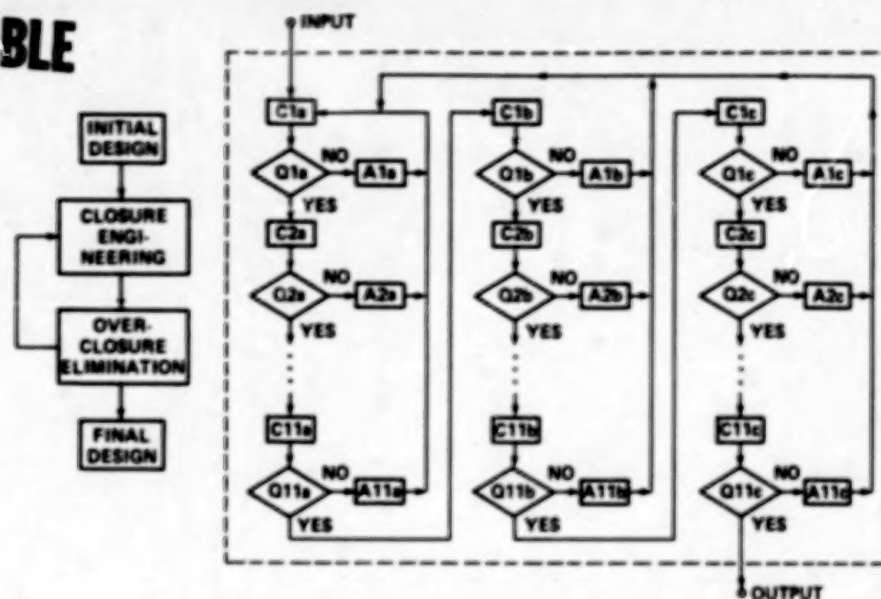 BLE
INITIAL
DESIGN
CLOSURE
ENGI-
NEERING
OVER-
CLOSURE
ELIMINATION
FINAL
DESIGN
INPUT
C1a
Q1a
NO
A1a
YES
C2a
Q2a
NO
A2a
YES
C11a
Q11a
NO
A11a
YES
C1b
Q1b
NO
A1b
YES
C2b
Q2b
NO
A2b
YES
C11b
Q11b
NO
A11b
YES
C1c
Q1c
NO
A1c
YES
C2c
Q2c
NO
A2c
YES
C11c
Q11c
NO
A11c
YES
OUTPUT